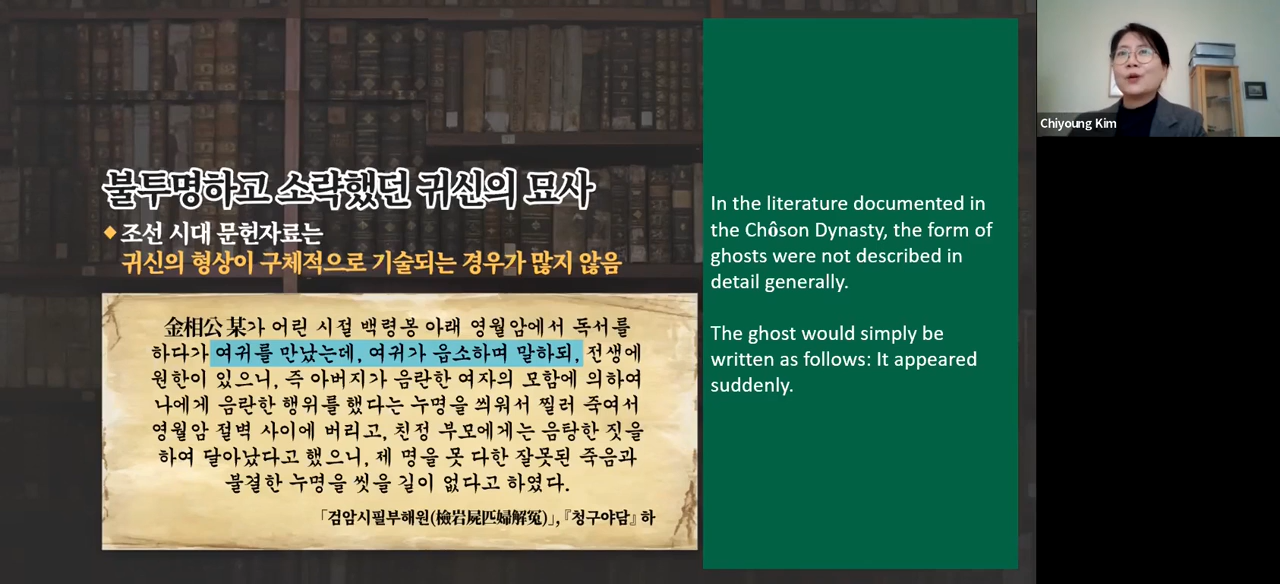 불투명하고 소략했던 귀신의 묘사
조선 시대 문헌자료는
귀신의 형상이 구체적으로 기술되는 경우가 많지 않음
金相公 某가 어린 시절 백령봉 아래 영월암에서 독서를
하다가 여귀를 만났는데, 여귀가 읍소하며 말하되, 전생에
원한이 있으니, 즉 아버지가 음란한 여자의 모함에 의하여
나에게 음란한 행위를 했다는 누명을 씌워서 찔러 죽여서
영월암 절벽 사이에 버리고, 친정 부모에게는 음탕한 짓을
하여 달아났다고 했으니, 제 명을 못 다한 잘못된 죽음과
불결한 누명을 씻을 길이 없다고 하였다.
「검암시필부해원(檢岩屍匹婦解冤)」, 『청구야담』 하
In the literature documented in
the Chôson Dynasty, the form of
ghosts were not described in
detail generally.
The ghost would simply be
written as follows: It appeared
suddenly.
Chiyoung Kim